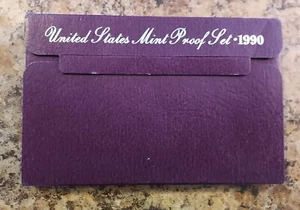 United States Mint Proof Set • 1990